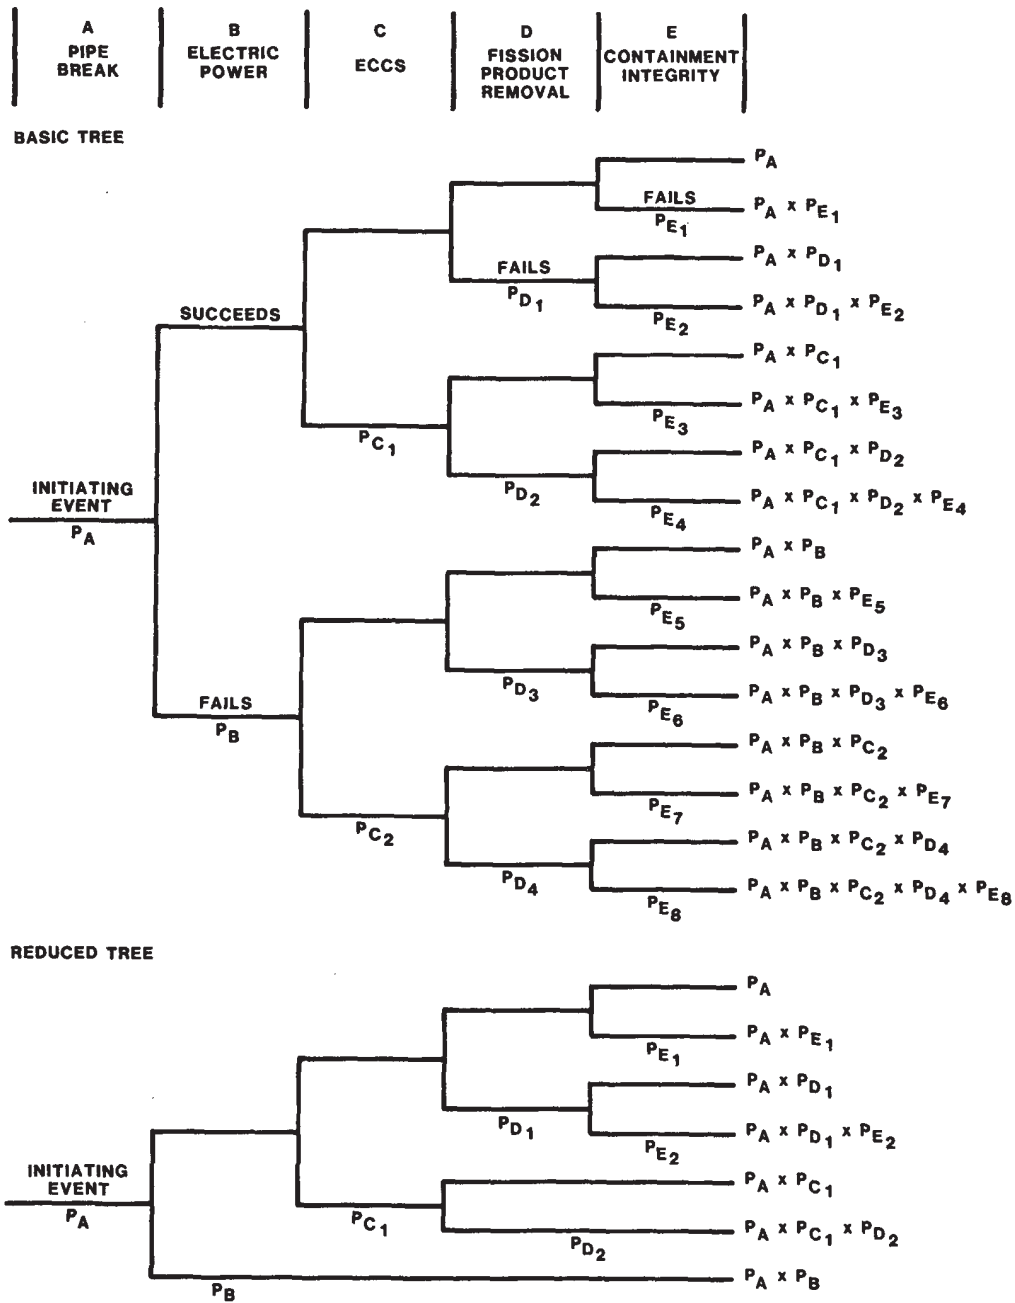 A
PIPE
BREAK
B
ELECTRIC
POWER
C
ECCS
D
FISSION
PRODUCT
REMOVAL
E
CONTAINMENT
INTEGRITY
BASIC TREE
INITIATING
EVENT
P_A
SUCCEEDS
FAILS
P_B
P_C1
P_C2
FAILS
P_D1
P_D2
P_D3
P_D4
FAILS
P_E1
P_E2
P_E3
P_E4
P_E5
P_E6
P_E7
P_E8
P_A
P_A x P_E1
P_A x P_D1
P_A x P_D1 x P_E2
P_A x P_C1
P_A x P_C1 x P_E3
P_A x P_C1 x P_D2
P_A x P_C1 x P_D2 x P_E4
P_A x P_B
P_A x P_B x P_E5
P_A x P_B x P_D3
P_A x P_B x P_D3 x P_E6
P_A x P_B x P_C2
P_A x P_B x P_C2 x P_E7
P_A x P_B x P_C2 x P_D4
P_A x P_B x P_C2 x P_D4 x P_E8
REDUCED TREE
INITIATING
EVENT
P_A
P_B
P_C1
P_D1
P_D2
P_E1
P_E2
P_A
P_A x P_E1
P_A x P_D1
P_A x P_D1 x P_E2
P_A x P_C1
P_A x P_C1 x P_D2
P_A x P_B